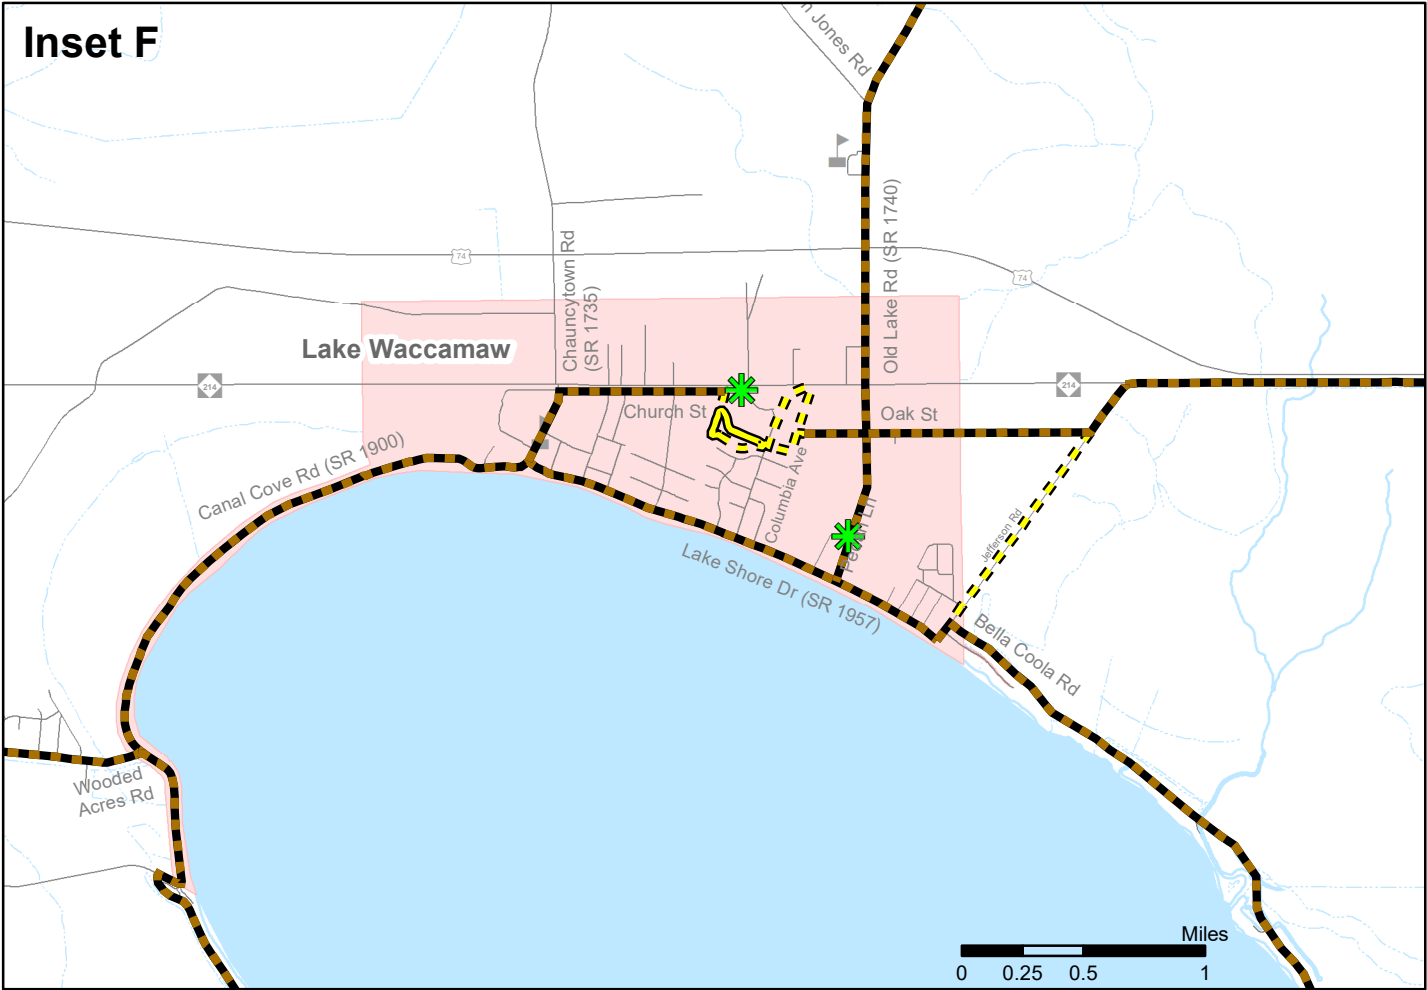 Inset F
n Jones Rd
Old Lake Rd (SR 1740)
74
74
Chauncytown Rd
(SR 1735)
Lake Waccamaw
214
214
Church St
Oak St
Canal Cove Rd (SR 1900)
Columbia Ave
Jefferson Rd
Ln
Lake Shore Dr (SR 1957)
Bella Coola Rd
Wooded
Acres Rd
Miles
0 0.25 0.5 1